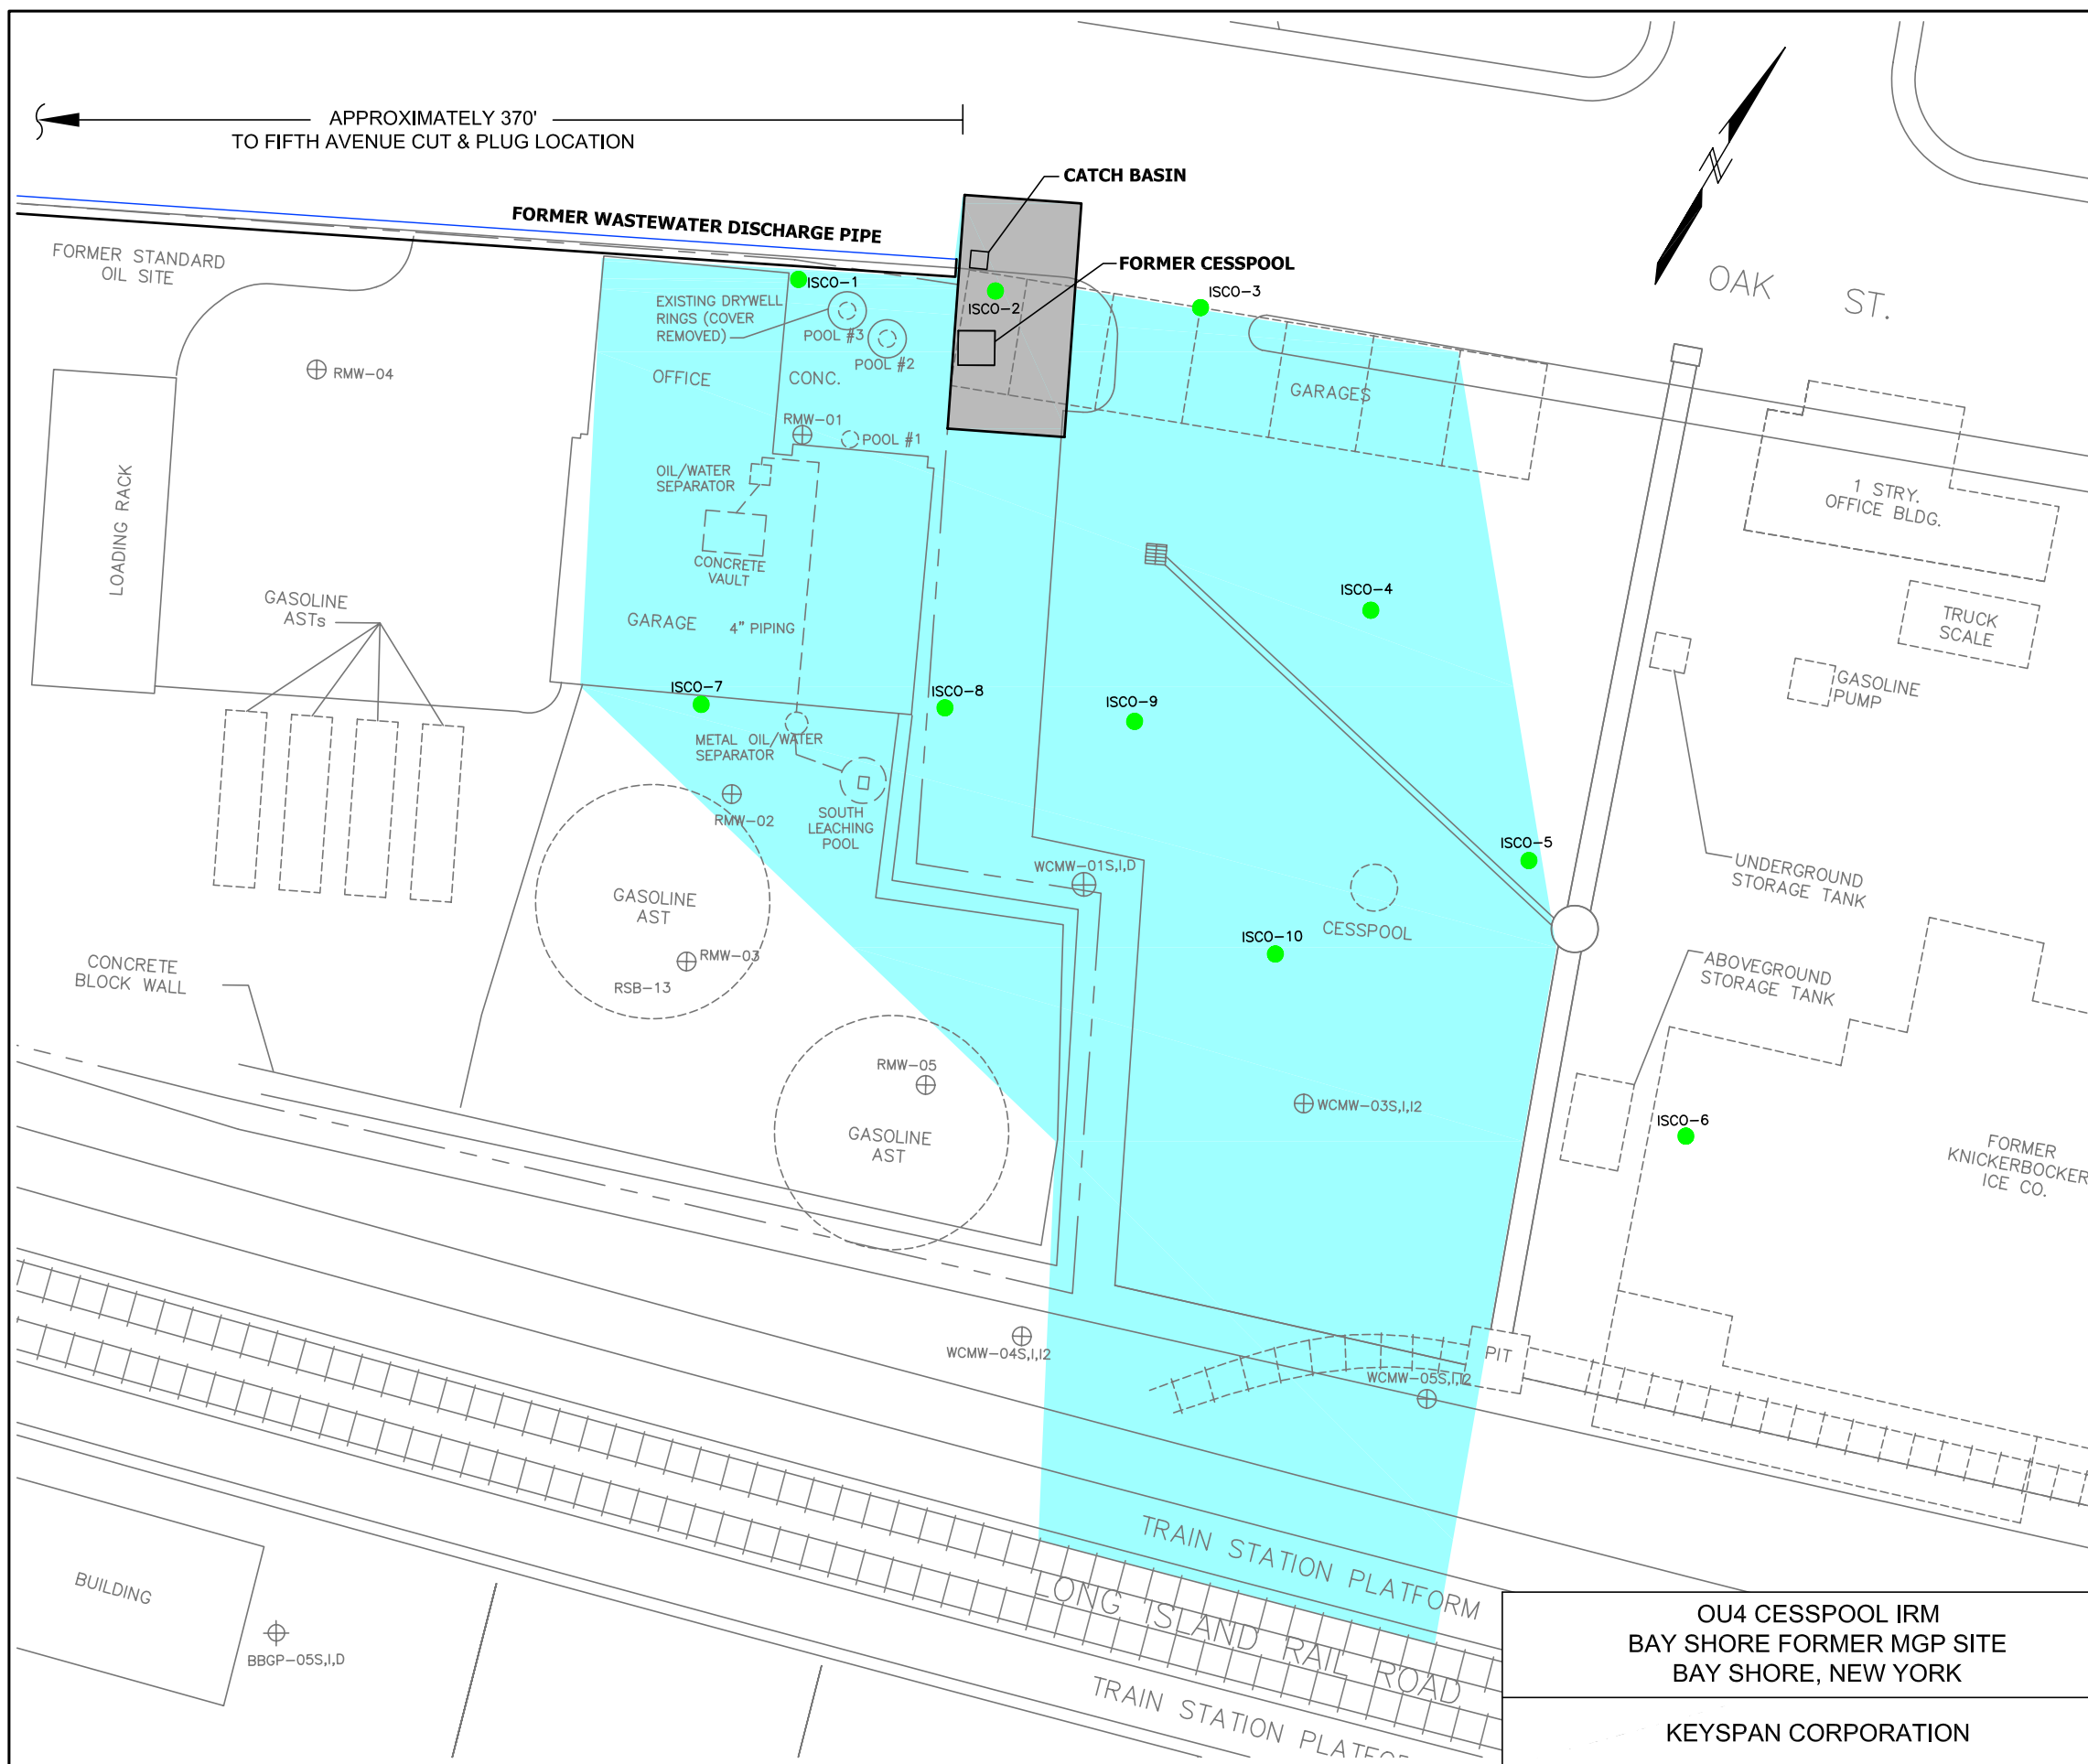 APPROXIMATELY 370'
TO FIFTH AVENUE CUT & PLUG LOCATION
CATCH BASIN
FORMER WASTEWATER DISCHARGE PIPE
FORMER CESSPOOL
N
OAK ST.
FORMER STANDARD
OIL SITE
ISCO-1
ISCO-2
ISCO-3
EXISTING DRYWELL
RINGS (COVER
REMOVED)
POOL #3
POOL #2
OFFICE
CONC.
GARAGES
RMW-04
RMW-01
POOL #1
OIL/WATER
SEPARATOR
LOADING RACK
CONCRETE
VAULT
1 STRY.
OFFICE BLDG.
GASOLINE
ASTs
GARAGE
4" PIPING
ISCO-4
TRUCK
SCALE
GASOLINE
PUMP
ISCO-7
ISCO-8
ISCO-9
METAL OIL/WATER
SEPARATOR
RMW-02
SOUTH
LEACHING
POOL
ISCO-5
WCMW-01S,I,D
UNDERGROUND
STORAGE TANK
GASOLINE
AST
CESSPOOL
ISCO-10
RMW-03
RSB-13
CONCRETE
BLOCK WALL
ABOVEGROUND
STORAGE TANK
RMW-05
WCMW-03S,I,I2
ISCO-6
GASOLINE
AST
FORMER
KNICKERBOCKER
ICE CO.
WCMW-04S,I,I2
PIT
WCMW-05S,I,I2
TRAIN STATION PLATFORM
LONG ISLAND RAIL ROAD
TRAIN STATION
BUILDING
BBGP-05S,I,D
OU4 CESSPOOL IRM
BAY SHORE FORMER MGP SITE
BAY SHORE, NEW YORK
KEYSPAN CORPORATION